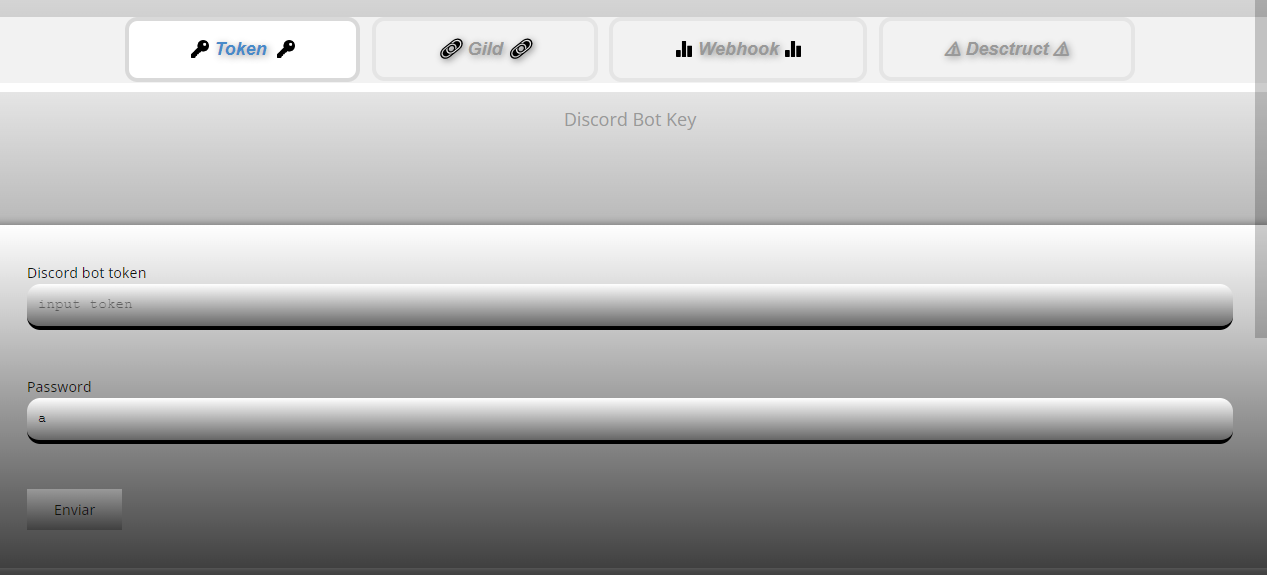 Token Gild Webhook ⚠ Desctruct ⚠
Discord Bot Key
Discord bot token
input token
Password
a
Enviar